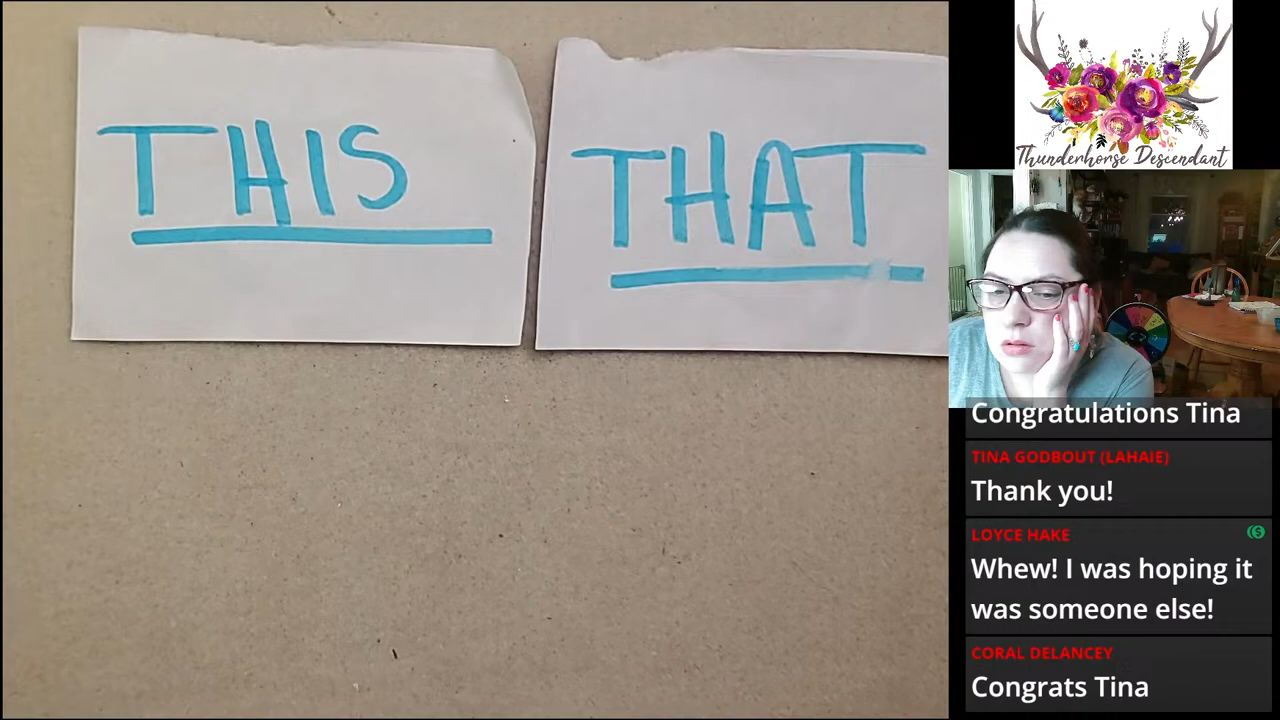 THIS
THAT
Thunderhorse Descendant
Congratulations Tina
TINA GODBOUT (LAHAIE)
Thank you!
LOYCE HAKE
Whew! I was hoping it
was someone else!
CORAL DELANCEY
Congrats Tina